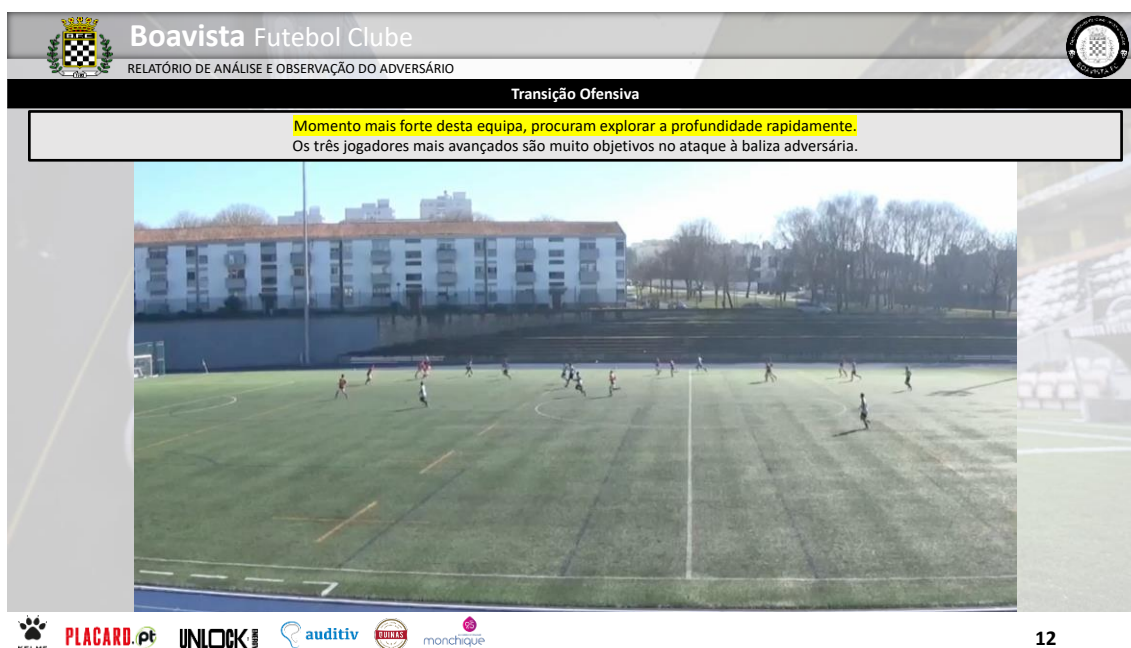 Boavista Futebol Clube
RELATÓRIO DE ANÁLISE E OBSERVAÇÃO DO ADVERSÁRIO
Transição Ofensiva
Momento mais forte desta equipa, procuram explorar a profundidade rapidamente.
Os três jogadores mais avançados são muito objetivos no ataque à baliza adversária.
PLACARD.pt UNLOCK auditiv QUINAS monchique
12